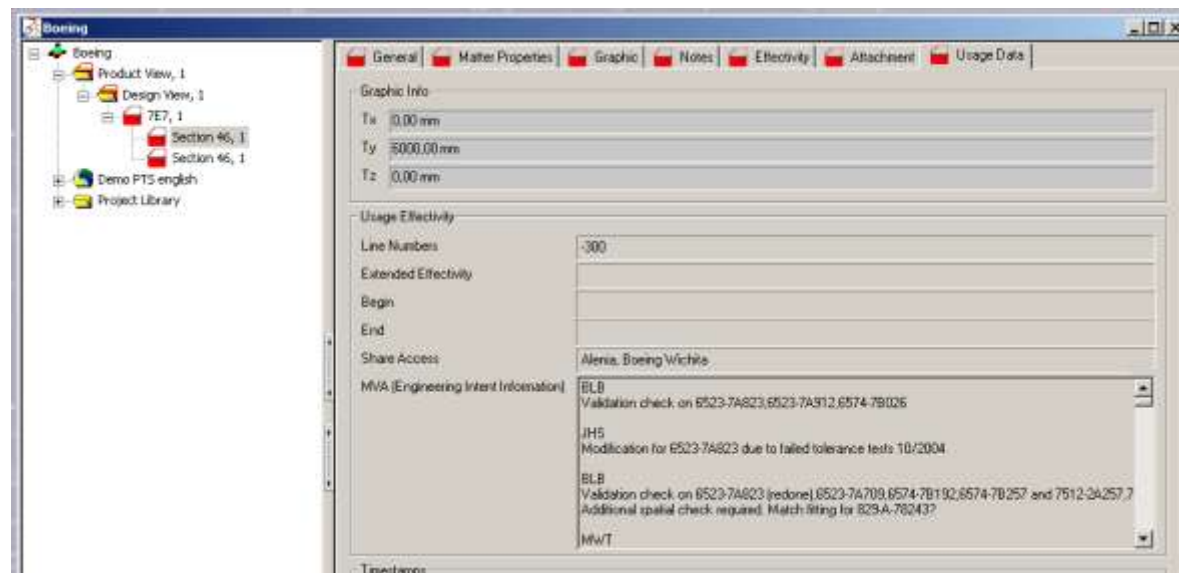 Boeing
Boeing
Product View, 1
Design View, 1
7E7, 1
Section 46, 1
Section 46, 1
Demo PTS english
Project Library
General Matter Properties Graphic Notes Effectivity Attachment Usage Data
Graphic Info
Tx 0.00 mm
Ty 6000.00 mm
Tz 0.00 mm
Usage Effectivity
Line Numbers -300
Extended Effectivity
Begin
End
Share Access Alenia, Boeing Wichita
MVA (Engineering Intent Information) BLB
Validation check on 6523-7A823,6523-7A912,6574-7B026
JHS
Modification for 6523-7A823 due to failed tolerance tests 10/2004
BLB
Validation check on 6523-7A823 (redone),6523-7A709,6574-7B192,6574-7B257 and 7512-2A257,7
Additional spatial check required. Match fitting for 829-A-78243?
MWT
Timestamps